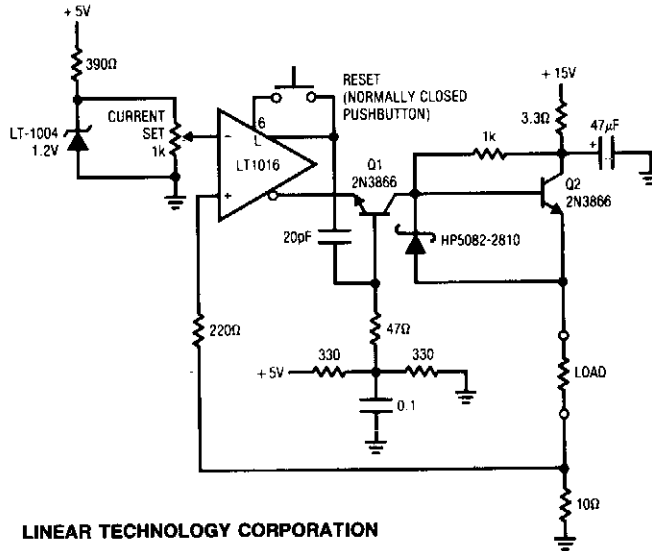 + 5V
390Ω
LT-1004
1.2V
CURRENT
SET
1k
−
+
6
L
LT1016
RESET
(NORMALLY CLOSED
PUSHBUTTON)
20pF
Q1
2N3866
1k
+ 15V
3.3Ω
47μF
+
Q2
2N3866
HP5082-2810
220Ω
47Ω
330
330
+ 5V
0.1
LOAD
10Ω
LINEAR TECHNOLOGY CORPORATION